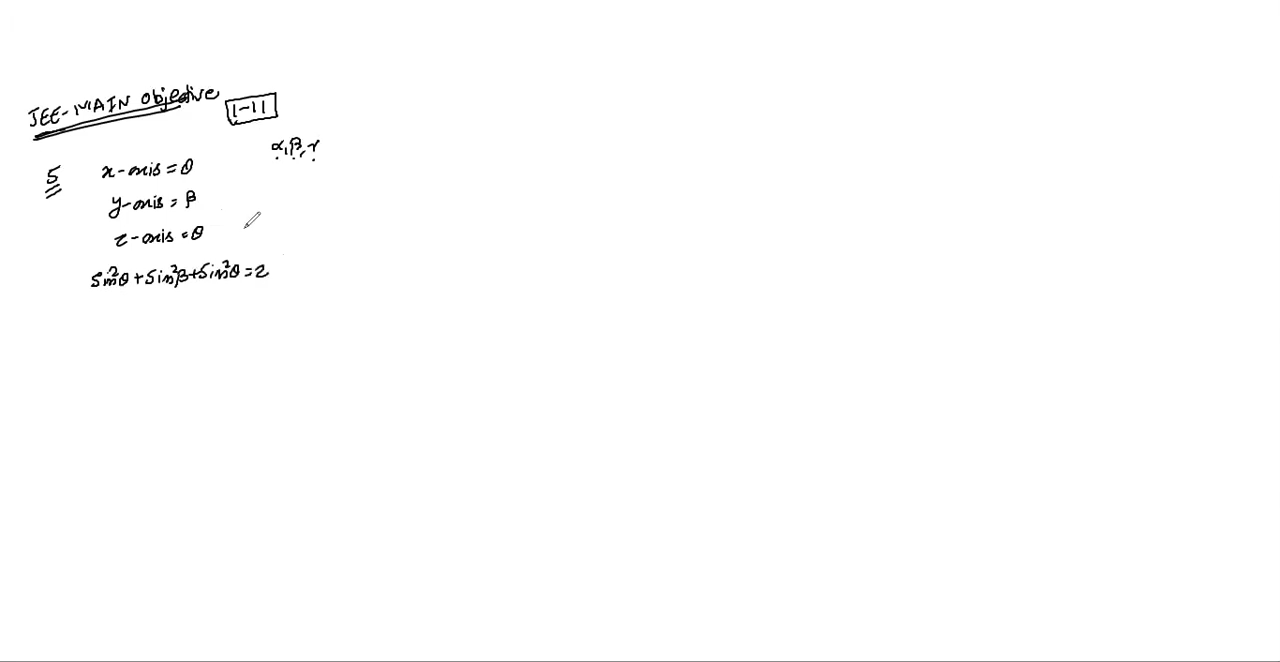 JEE-MAIN Objective 1-11
α, β, γ
5 x-axis = θ
y-axis = β
z-axis = θ
sin²θ + sin²β + sin²θ = 2